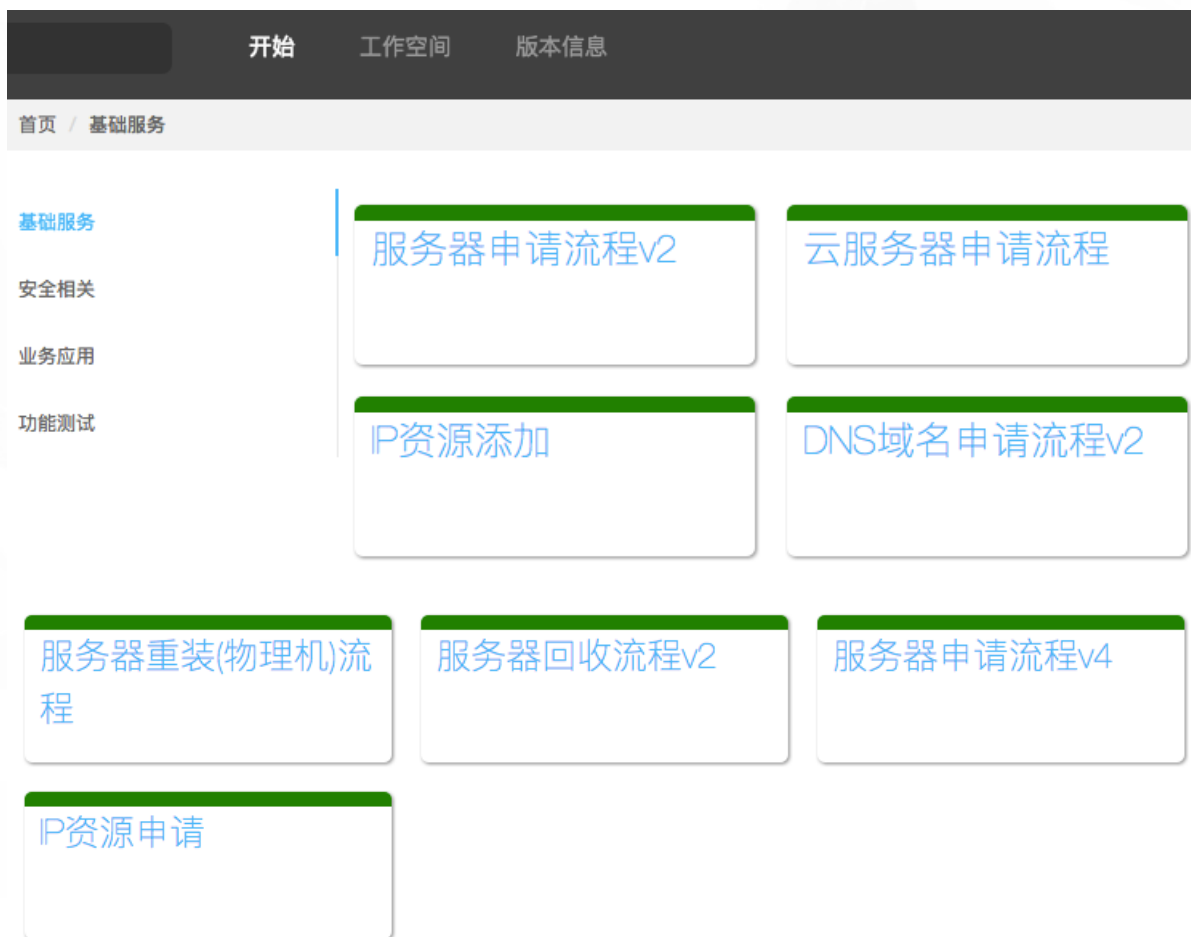 开始 工作空间 版本信息
首页 / 基础服务
基础服务
安全相关
业务应用
功能测试
服务器申请流程v2
云服务器申请流程
IP资源添加
DNS域名申请流程v2
服务器重装(物理机)流
程
服务器回收流程v2
服务器申请流程v4
IP资源申请